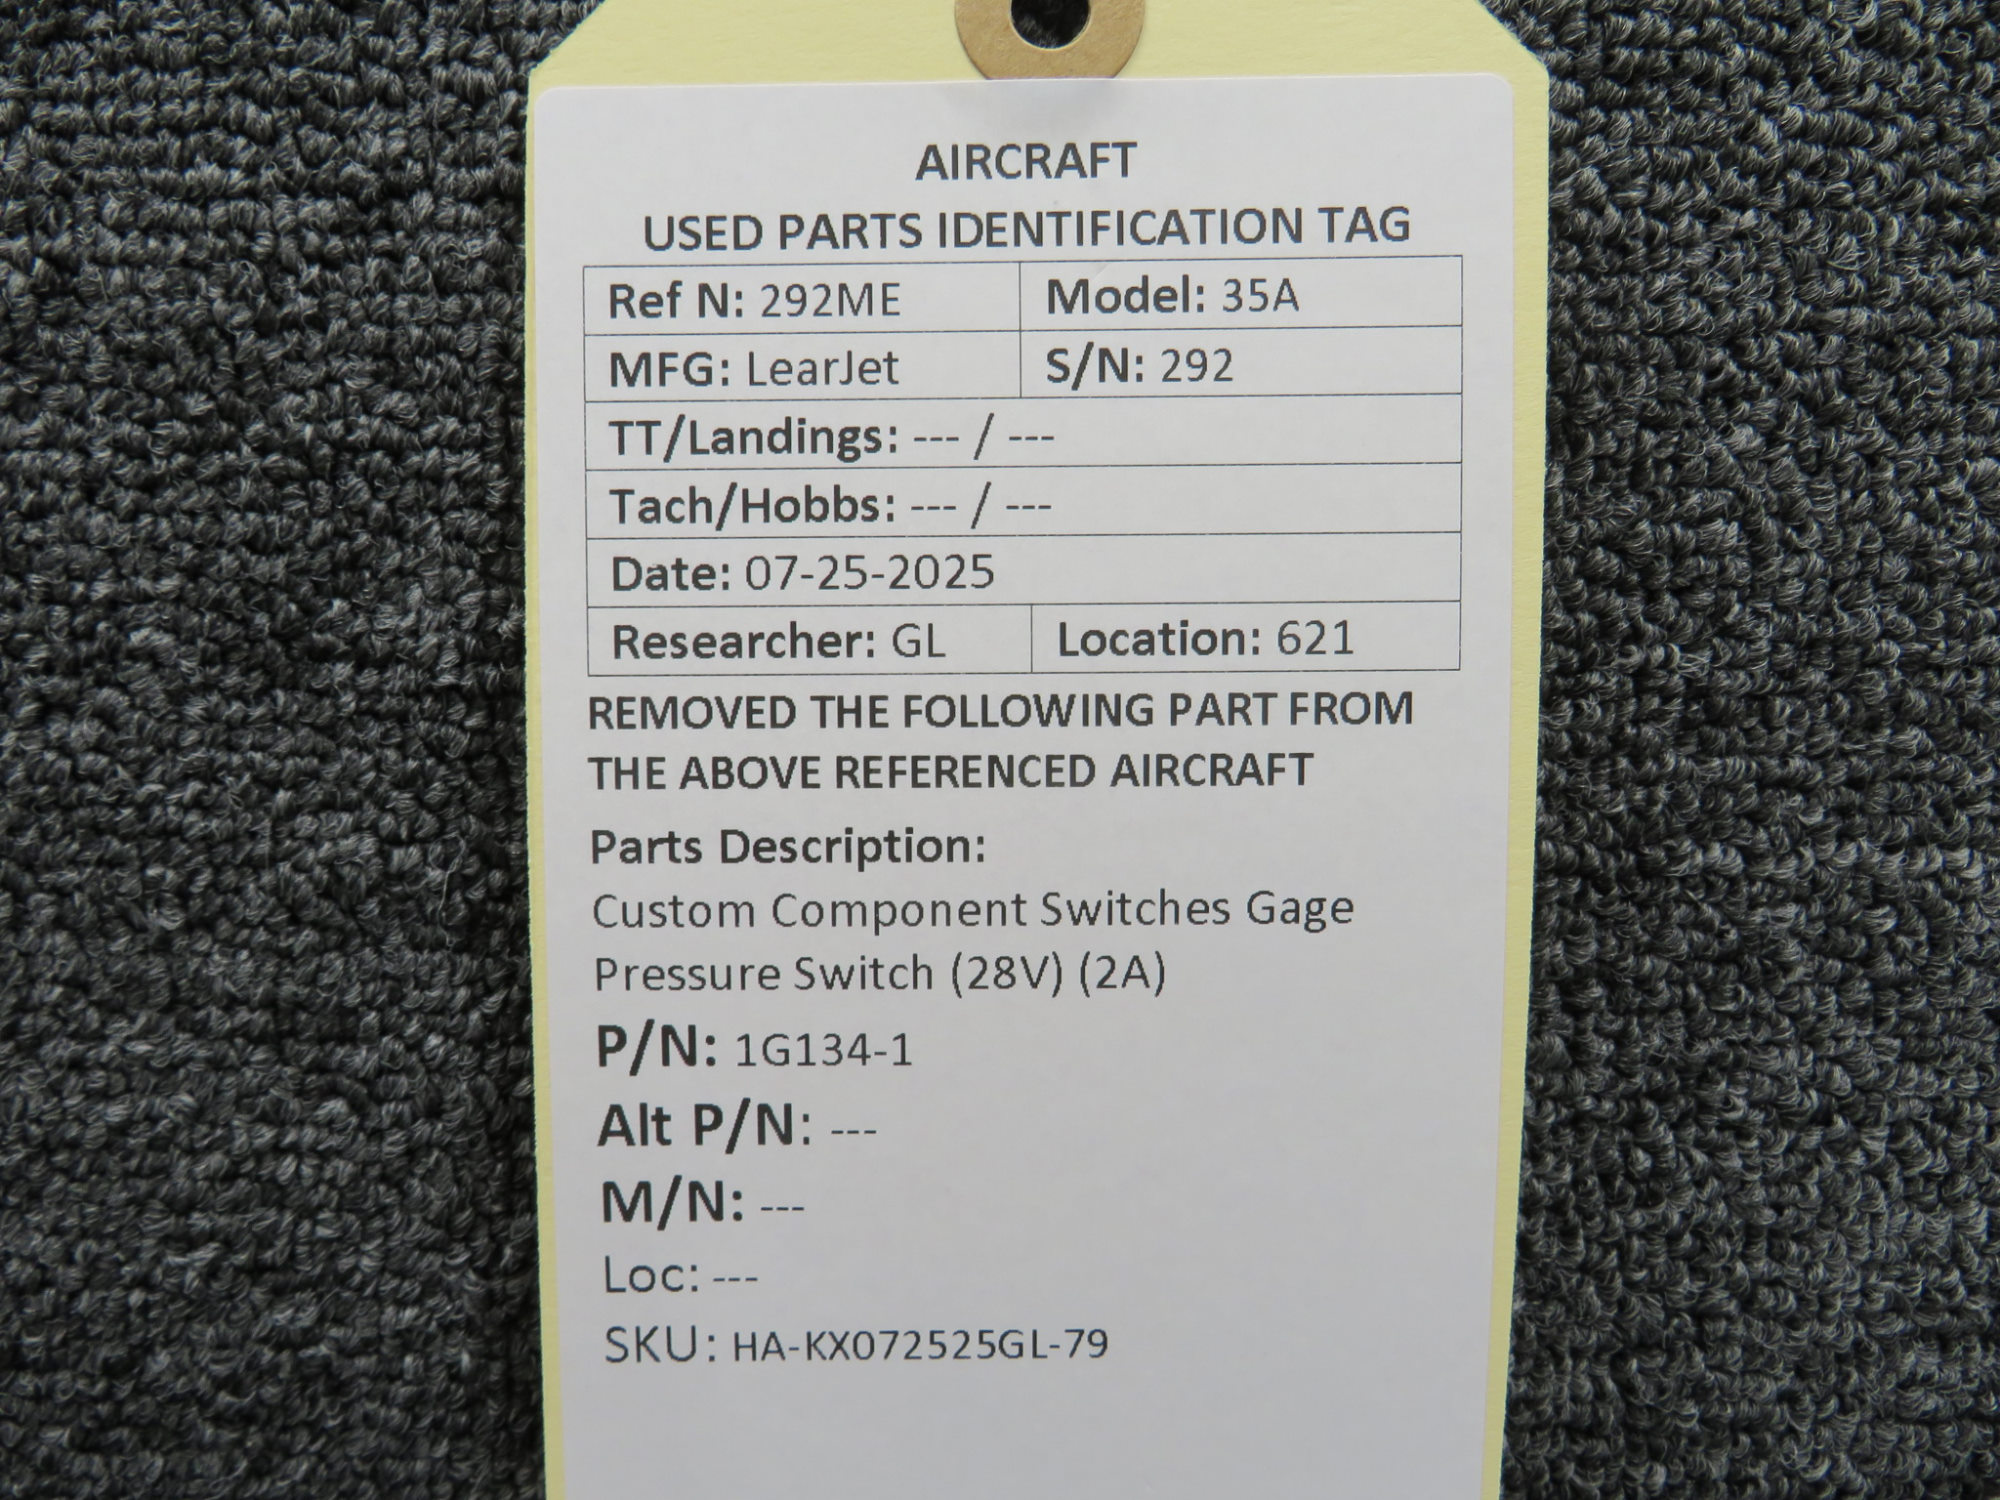 AIRCRAFT
USED PARTS IDENTIFICATION TAG
Ref N: 292ME Model: 35A
MFG: LearJet S/N: 292
TT/Landings: --- / ---
Tach/Hobbs: --- / ---
Date: 07-25-2025
Researcher: GL Location: 621
REMOVED THE FOLLOWING PART FROM
THE ABOVE REFERENCED AIRCRAFT
Parts Description:
Custom Component Switches Gage
Pressure Switch (28V) (2A)
P/N: 1G134-1
Alt P/N: ---
M/N: ---
Loc: ---
SKU: HA-KX072525GL-79